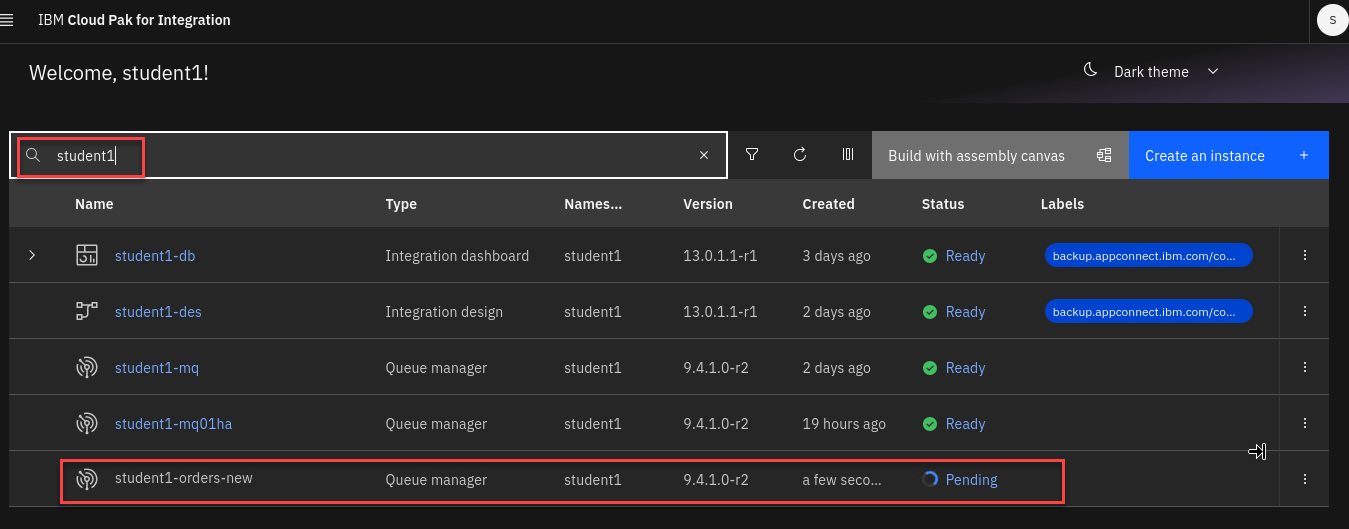 IBM Cloud Pak for Integration
S
Welcome, student1!
Dark theme
student1
Build with assembly canvas
Create an instance
Name Type Names... Version Created Status Labels
student1-db Integration dashboard student1 13.0.1.1-r1 3 days ago Ready backup.appconnect.ibm.com/co...
student1-des Integration design student1 13.0.1.1-r1 2 days ago Ready backup.appconnect.ibm.com/co...
student1-mq Queue manager student1 9.4.1.0-r2 2 days ago Ready
student1-mq01ha Queue manager student1 9.4.1.0-r2 19 hours ago Ready
student1-orders-new Queue manager student1 9.4.1.0-r2 a few seco... Pending